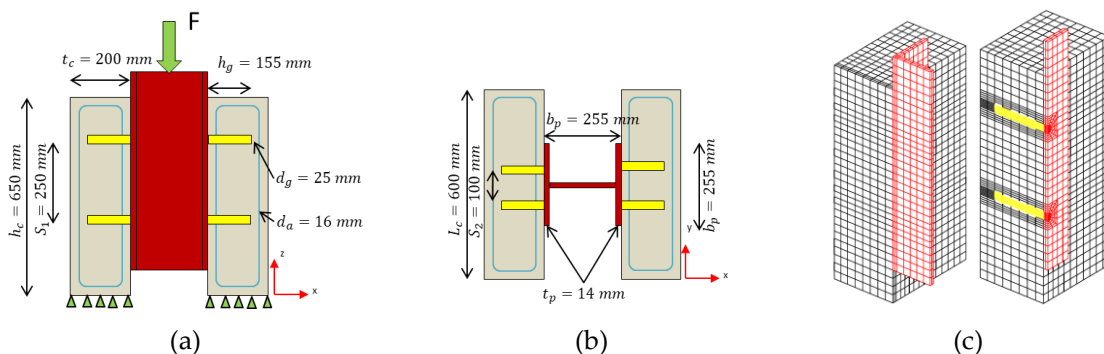 F
t_c = 200 mm
h_g = 155 mm
h_c = 650 mm
S_1 = 250 mm
d_g = 25 mm
d_a = 16 mm
z
x
(a)
b_p = 255 mm
L_c = 600 mm
S_2 = 100 mm
b_p = 255 mm
y
x
t_p = 14 mm
(b)
(c)